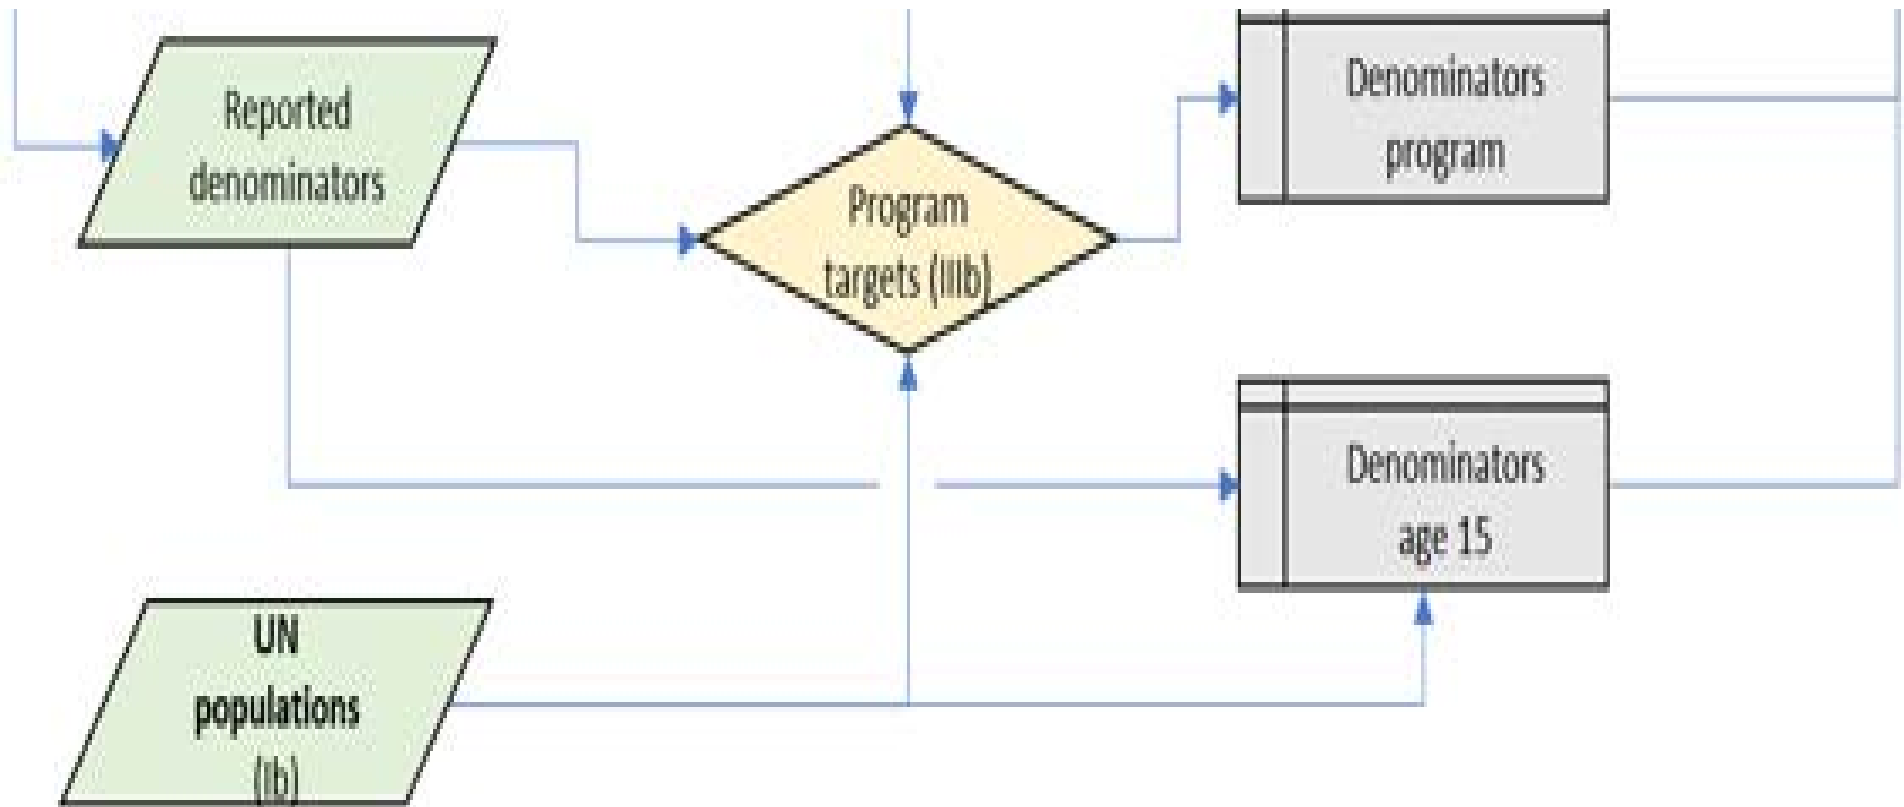 Reported
denominators
Program
targets (IIIb)
Denominators
program
Denominators
age 15
UN
populations
(Ib)